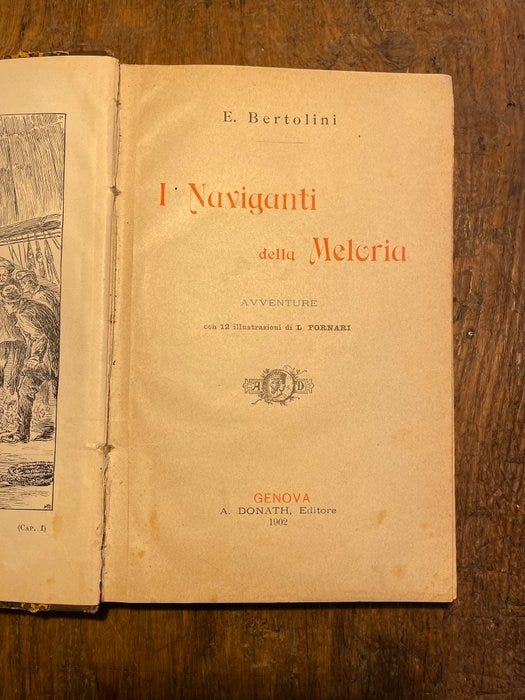 E. Bertolini
I Naviganti
della Meloria
AVVENTURE
con 12 illustrazioni di L. FORNARI
A D
GENOVA
A. DONATH, Editore
1902
(CAP. I)